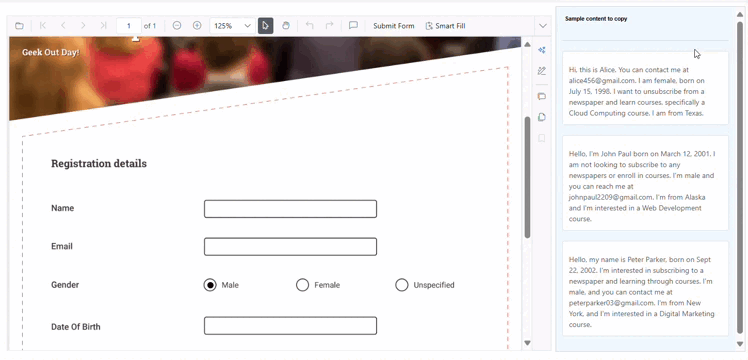 1 of 1 125% Submit Form Smart Fill
Geek Out Day!
Registration details
Name
Email
Gender Male Female Unspecified
Date Of Birth
Sample content to copy
Hi, this is Alice. You can contact me at
alice456@gmail.com. I am female, born on
July 15, 1998. I want to unsubscribe from a
newspaper and learn courses, specifically a
Cloud Computing course. I am from Texas.
Hello, I'm John Paul born on March 12, 2001. I
am not looking to subscribe to any
newspapers or enroll in courses. I'm male and
you can reach me at
johnpaul2209@gmail.com. I'm from Alaska
and I'm interested in a Web Development
course.
Hello, my name is Peter Parker, born on Sept
22, 2002. I'm interested in subscribing to a
newspaper and learning through courses. I'm
male, and you can contact me at
peterparker03@gmail.com. I'm from New
York, and I'm interested in a Digital Marketing
course.